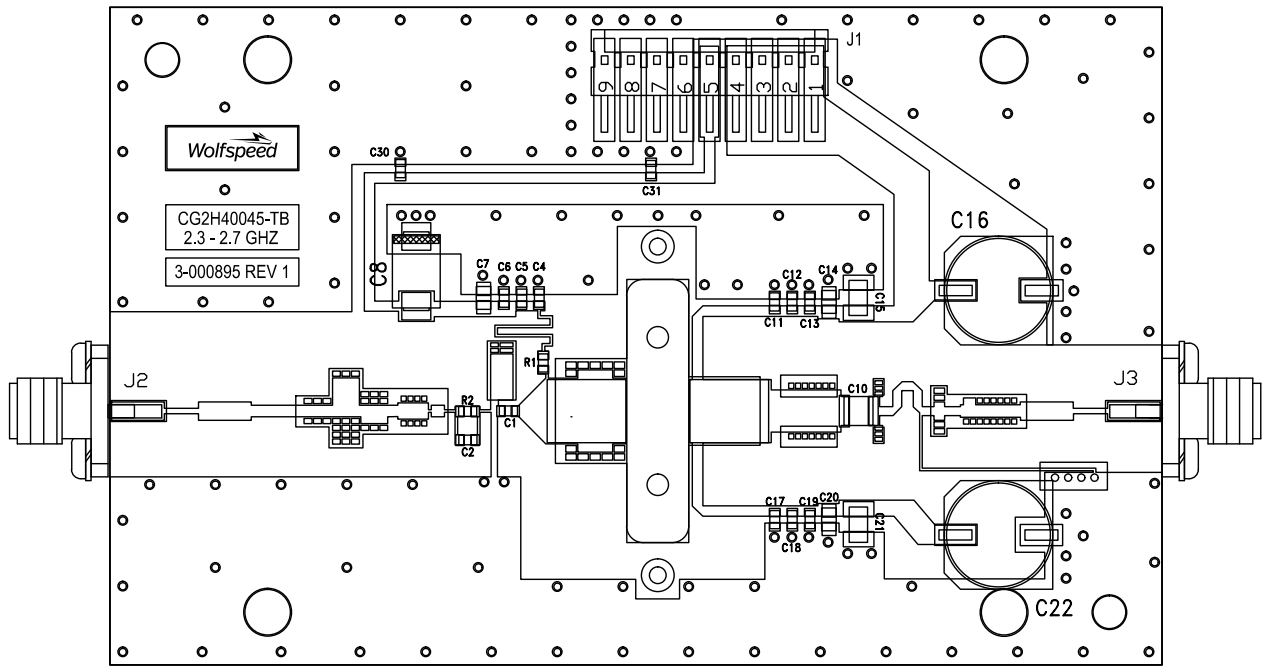 J1
9 8 7 6 5 4 3 2 1
Wolfspeed
C30
C31
CG2H40045-TB
2.3 - 2.7 GHZ
3-000895 REV 1
C16
C8
C7
C6
C5
C4
C12
C14
C11
C13
C15
R1
J2
J3
R2
C1
C10
C2
C17
C19
C20
C18
C21
C22